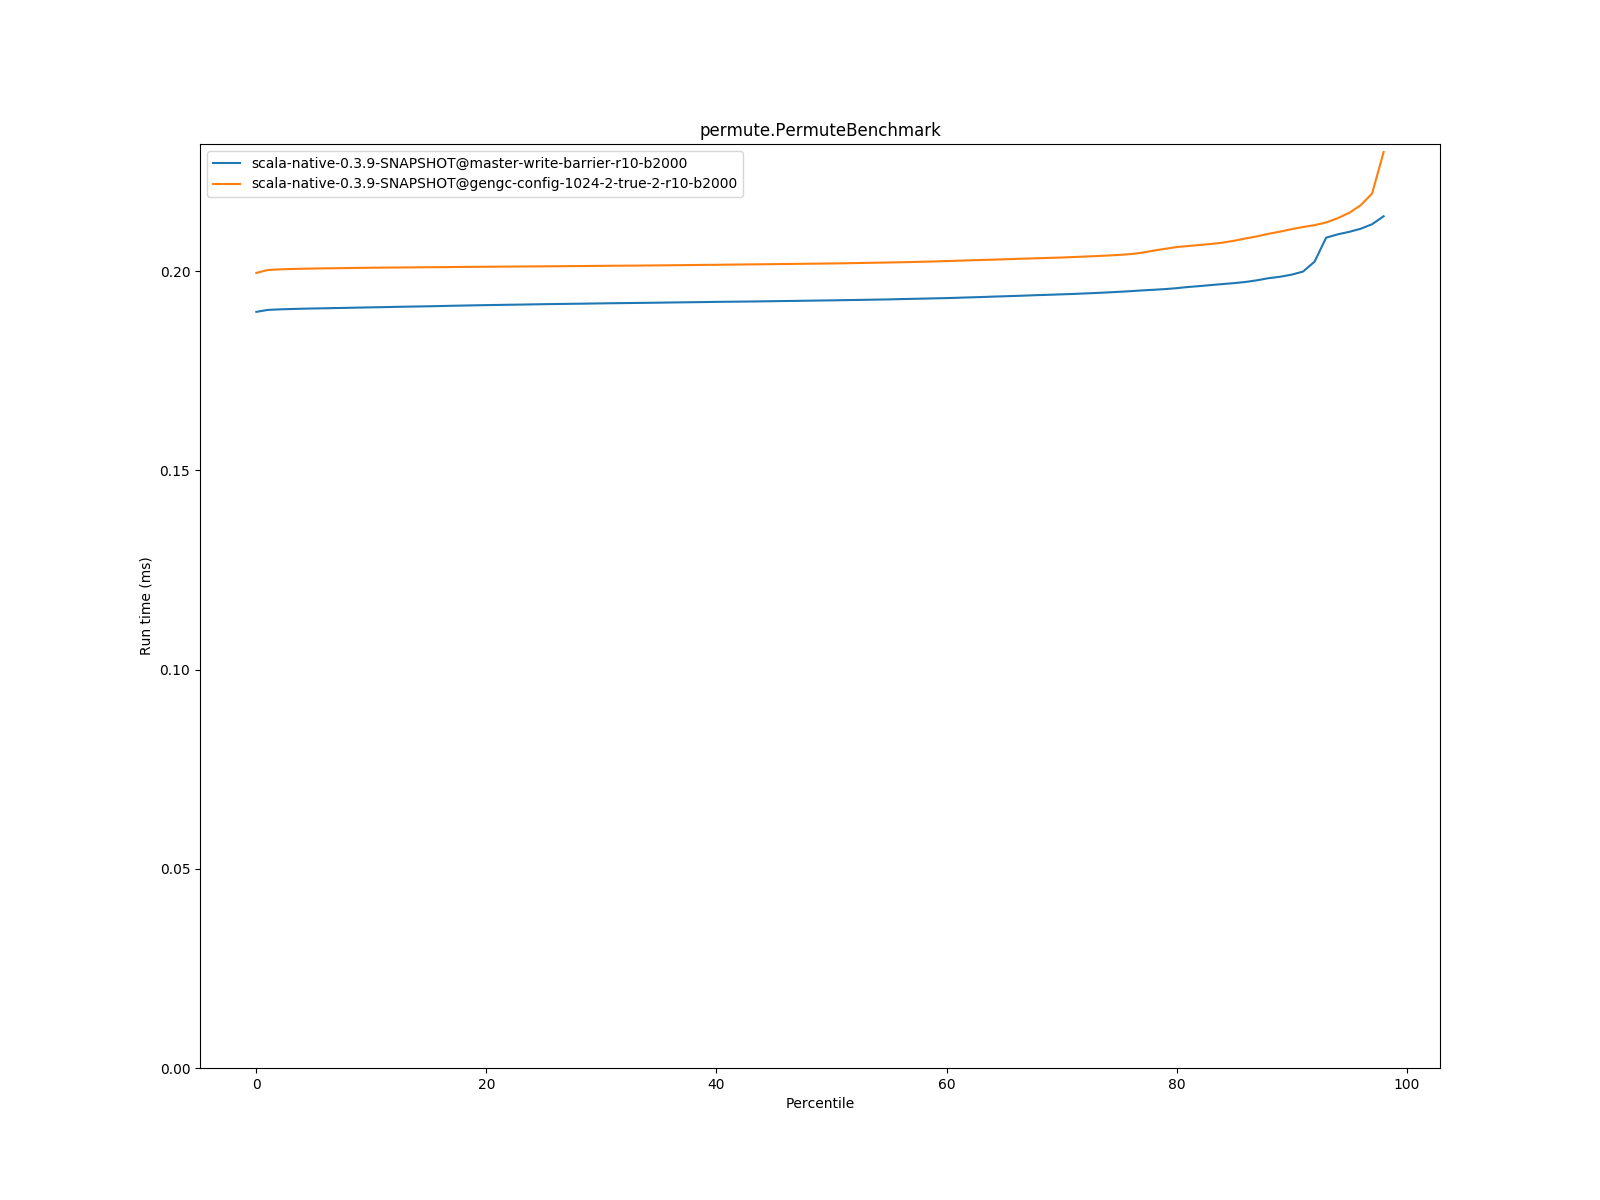 permute.PermuteBenchmark
scala-native-0.3.9-SNAPSHOT@master-write-barrier-r10-b2000
scala-native-0.3.9-SNAPSHOT@gengc-config-1024-2-true-2-r10-b2000
Run time (ms)
0.20
0.15
0.10
0.05
0.00
0 20 40 60 80 100
Percentile